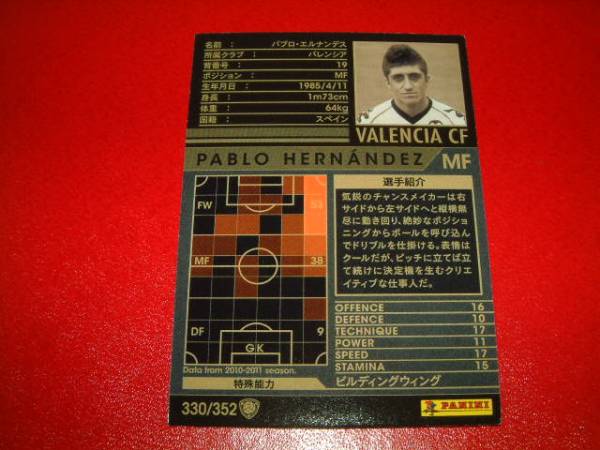 名前 ： パブロ・エルナンデス
所属クラブ ： バレンシア
背番号 ： 19
ポジション ： MF
生年月日 ： 1985/4/11
身長 ： 1m73cm
体重 ： 64kg
国籍 ： スペイン
VALENCIA CF
PABLO HERNÁNDEZ MF
FW 53
MF 38
DF 9
GK
Data from 2010-2011 season.
特殊能力
330/352
選手紹介
気鋭のチャンスメイカーは右
サイドから左サイドへと縦横無
尽に動き回り、絶妙なポジショ
ニングからボールを呼び込ん
でドリブルを仕掛ける。表情は
クールだが、ピッチに立てば立
て続けに決定機を生むクリエ
イティブな仕事人だ。
OFFENCE 16
DEFENCE 10
TECHNIQUE 17
POWER 11
SPEED 17
STAMINA 15
ビルディングウィング
PANINI